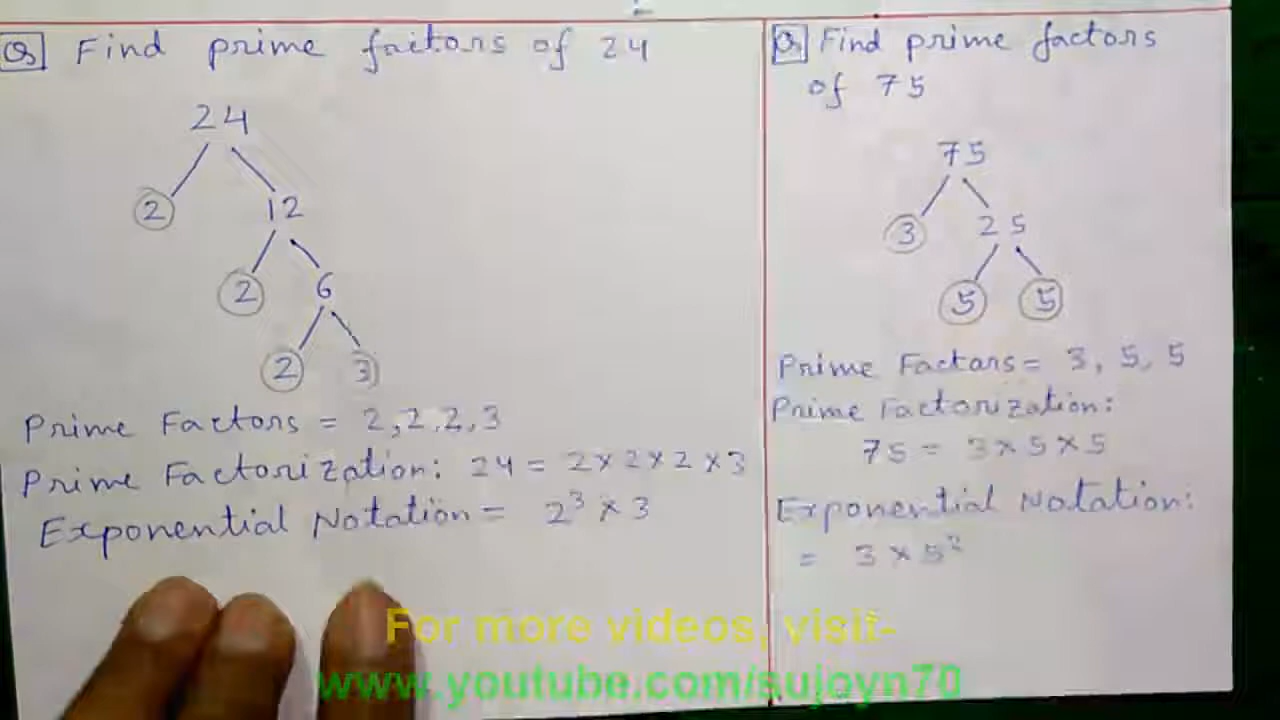 Q Find prime factors of 24
24
2 12
2 6
2 3
Prime Factors = 2,2,2,3
Prime Factorization: 24 = 2×2×2×3
Exponential Notation = 2³ × 3
Q Find prime factors
of 75
75
3 25
5 5
Prime Factors = 3, 5, 5
Prime Factorization:
75 = 3×5×5
Exponential Notation:
= 3 × 5²
For more videos, visit-
www.youtube.com/sujoyn70